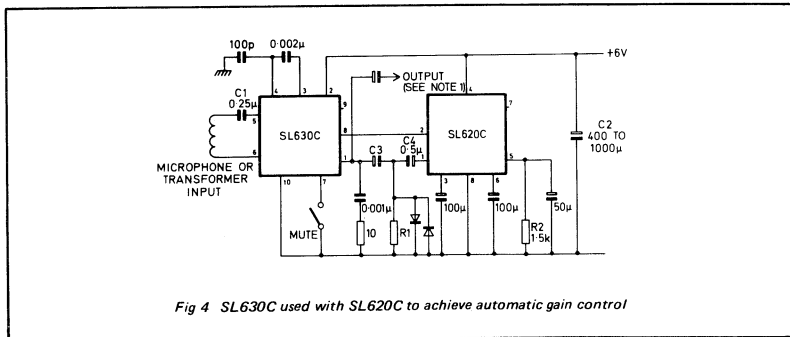 100p
0·002µ
+6V
OUTPUT
(SEE NOTE 1)
C1
0·25µ
4
3
2
9
4
7
5
SL630C
8
2
SL620C
C2
400 TO
1000µ
6
1
C3
C4
0·5µ
1
5
MICROPHONE OR
TRANSFORMER
INPUT
10
7
3
8
6
0·001µ
100µ
100µ
50µ
MUTE
10
R1
R2
1·5k
Fig 4 SL630C used with SL620C to achieve automatic gain control